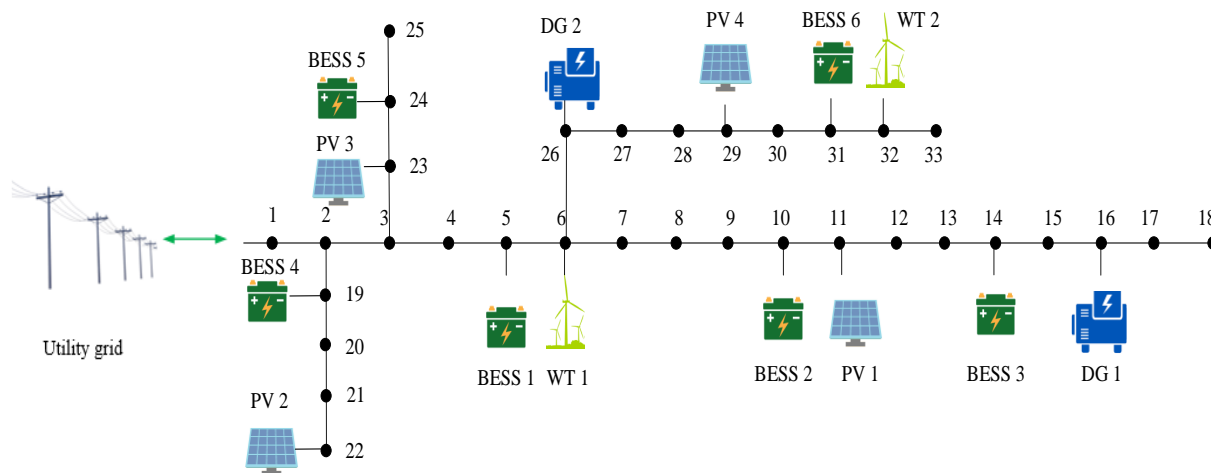 DG 2
PV 4
BESS 6
WT 2
25
BESS 5
24
PV 3
23
26
27
28
29
30
31
32
33
1
2
3
4
5
6
7
8
9
10
11
12
13
14
15
16
17
18
BESS 4
19
Utility grid
20
BESS 1
WT 1
BESS 2
PV 1
BESS 3
DG 1
PV 2
21
22